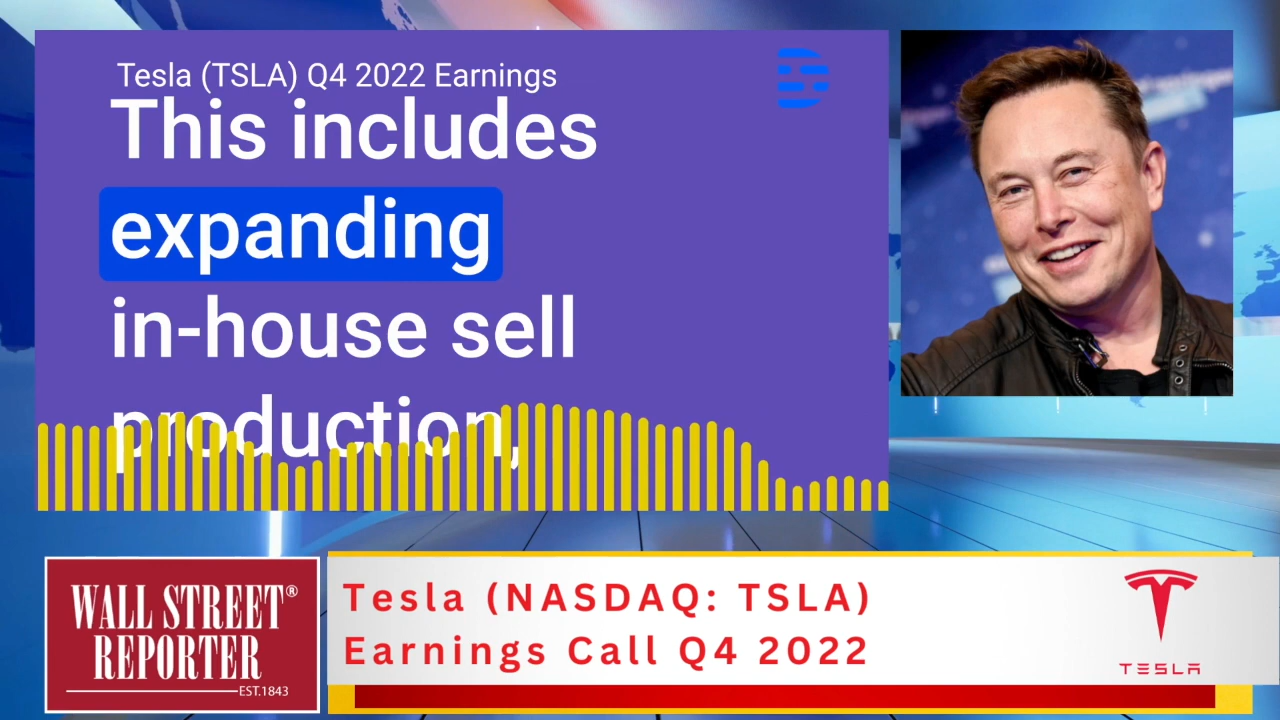 Tesla (TSLA) Q4 2022 Earnings
This includes
expanding
in-house sell
production,
WALL STREET®
REPORTER
EST.1843
Tesla (NASDAQ: TSLA)
Earnings Call Q4 2022
TESLA